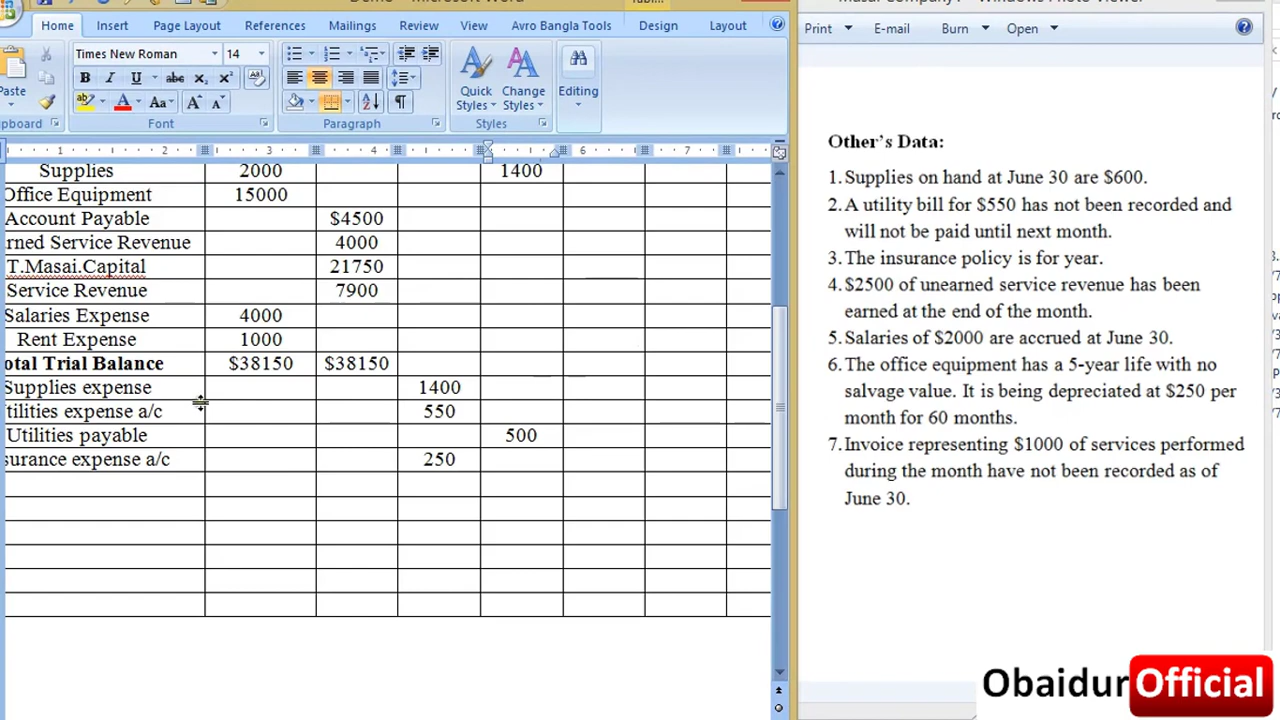 Home Insert Page Layout References Mailings Review View Avro Bangla Tools Design Layout
Print E-mail Burn Open
Times New Roman 14
Paste
Quick Styles Change Styles Editing
Font Paragraph Styles
1 2 3 4 6 7
Supplies 2000 1400
Office Equipment 15000
Account Payable $4500
rned Service Revenue 4000
T.Masai.Capital 21750
Service Revenue 7900
Salaries Expense 4000
Rent Expense 1000
otal Trial Balance $38150 $38150
Supplies expense 1400
tilities expense a/c 550
Utilities payable 500
surance expense a/c 250
Other's Data:
1. Supplies on hand at June 30 are $600.
2. A utility bill for $550 has not been recorded and
will not be paid until next month.
3. The insurance policy is for year.
4. $2500 of unearned service revenue has been
earned at the end of the month.
5. Salaries of $2000 are accrued at June 30.
6. The office equipment has a 5-year life with no
salvage value. It is being depreciated at $250 per
month for 60 months.
7. Invoice representing $1000 of services performed
during the month have not been recorded as of
June 30.
Obaidur Official